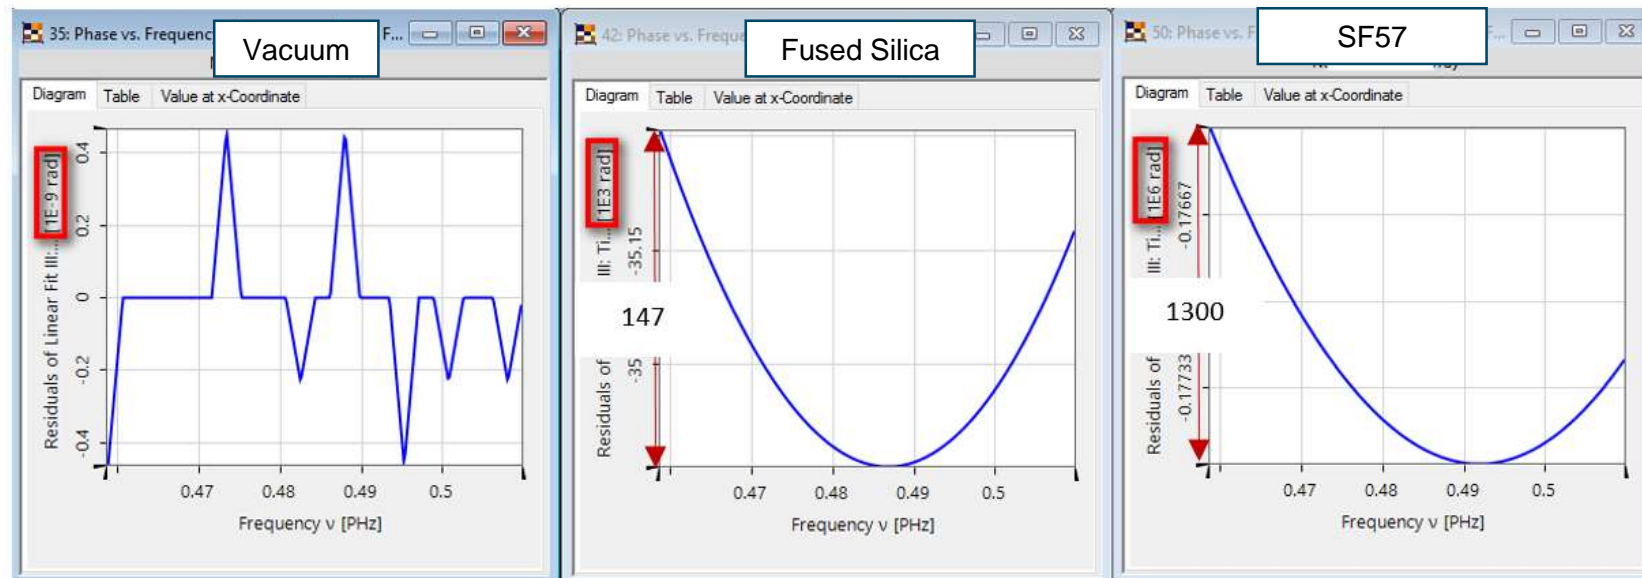 35: Phase vs. Frequenc
F...
Vacuum
Diagram Table Value at x-Coordinate
Residuals of Linear Fit III:... [1E-9 rad]
0.4
0.2
0
-0.2
-0.4
0.47 0.48 0.49 0.5
Frequency ν [PHz]
42: Phase vs. Freque
Fused Silica
Diagram Table Value at x-Coordinate
Residuals of
III: Ti... [1E3 rad]
-35.15
147
-35
0.47 0.48 0.49 0.5
Frequency ν [PHz]
50: Phase vs. F
F...
SF57
Diagram Table Value at x-Coordinate
Residuals of
III: Ti... [1E6 rad]
-0.17667
1300
-0.17733
0.47 0.48 0.49 0.5
Frequency ν [PHz]